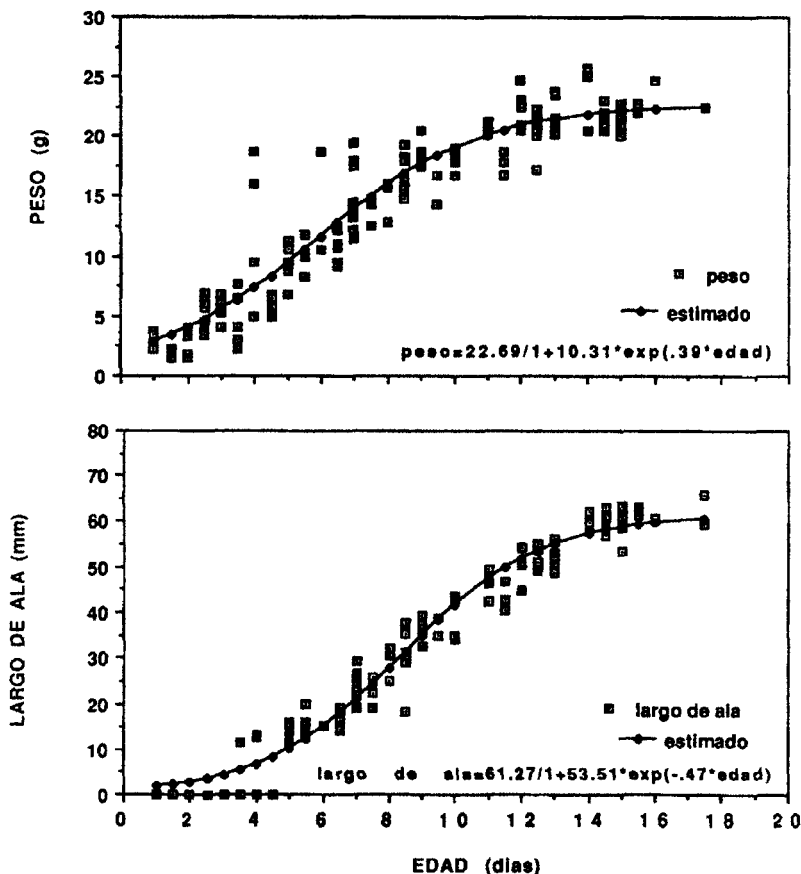 30
25
20
15
10
5
0
PESO (g)
peso
estimado
peso=22.69/1+10.31*exp(.39*edad)
80
70
60
50
40
30
20
10
0
LARGO DE ALA (mm)
largo de ala
estimado
largo de ala=61.27/1+53.51*exp(-.47*edad)
0 2 4 6 8 10 12 14 16 18 20
EDAD (dias)